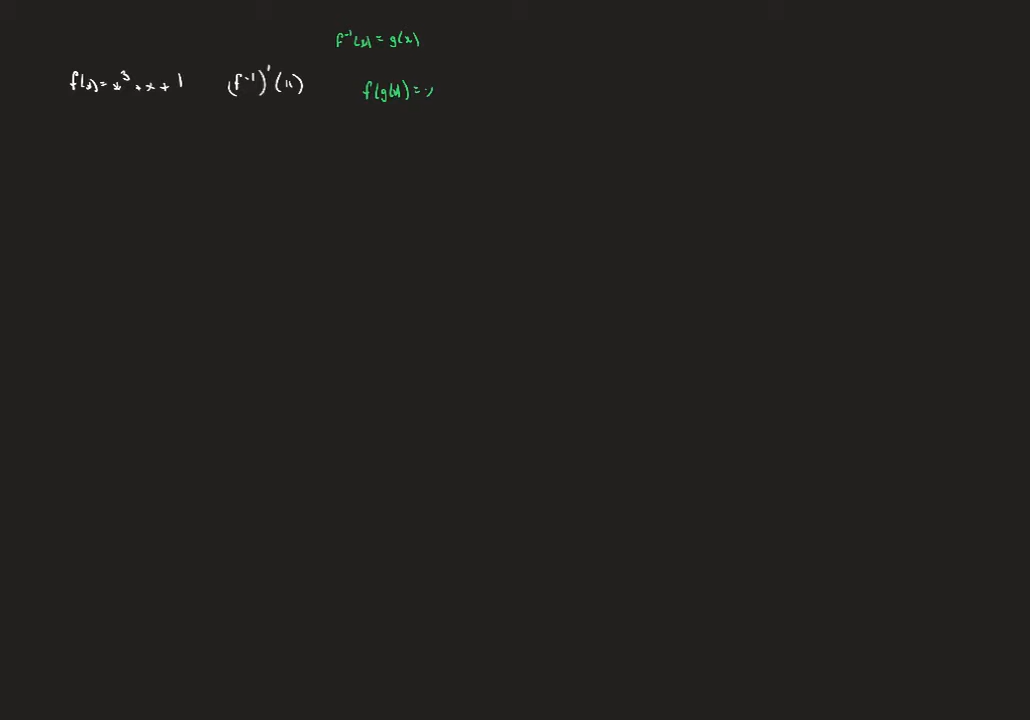 f⁻¹(x) = g(x)
f(x) = x³ + x + 1 (f⁻¹)'(11) f(g(x)) = x